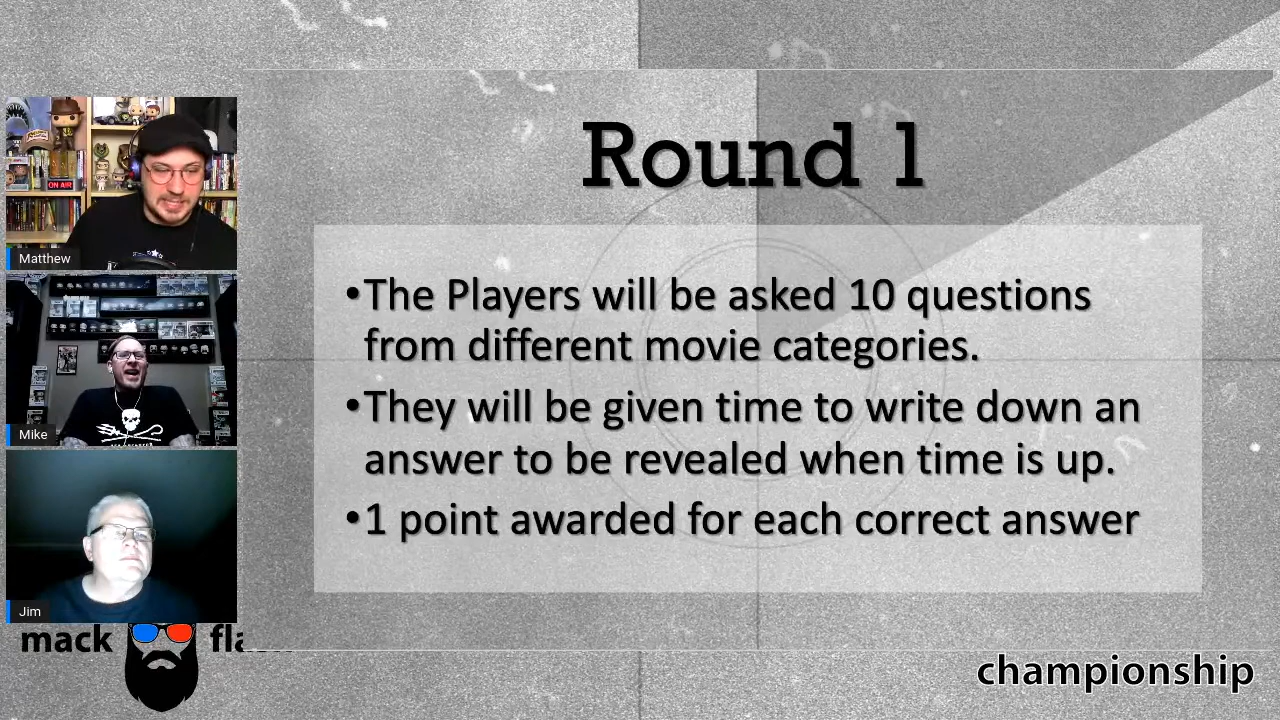 Round 1
•The Players will be asked 10 questions
from different movie categories.
•They will be given time to write down an
answer to be revealed when time is up.
•1 point awarded for each correct answer
ON AIR
Matthew
Mike
Jim
mack
championship